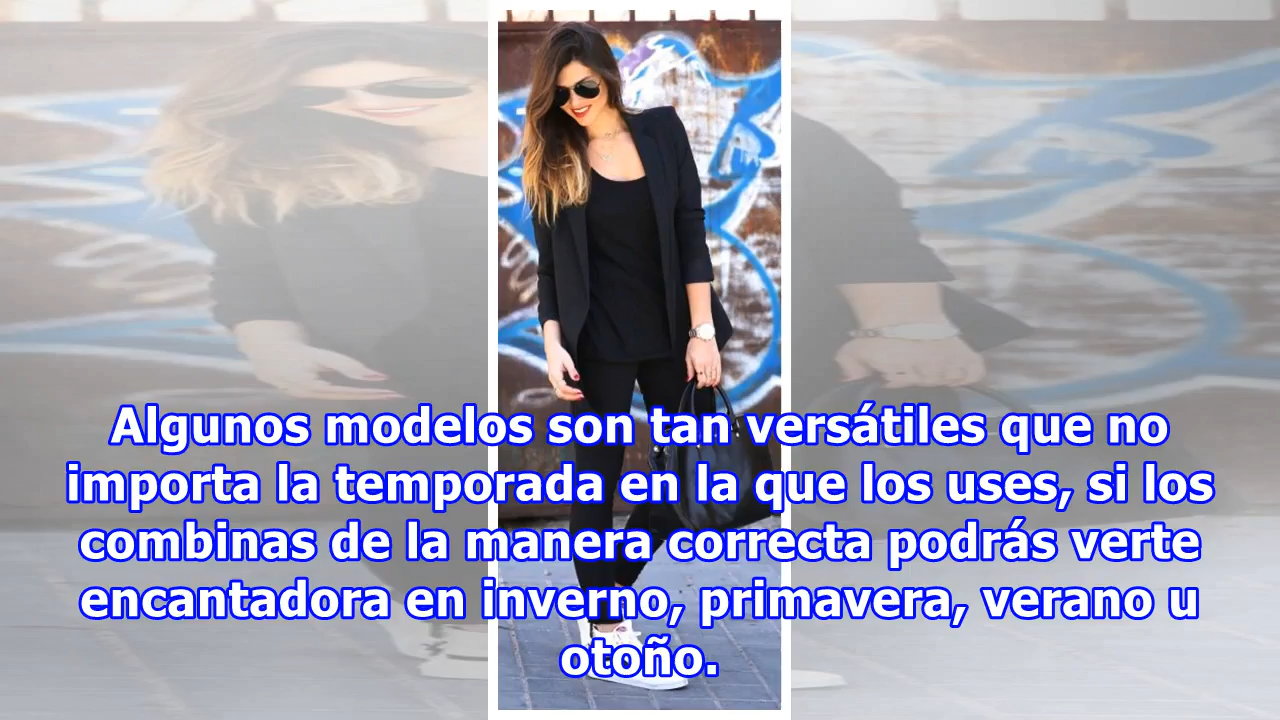 Algunos modelos son tan versátiles que no
importa la temporada en la que los uses, si los
combinas de la manera correcta podrás verte
encantadora en inverno, primavera, verano u
otoño.